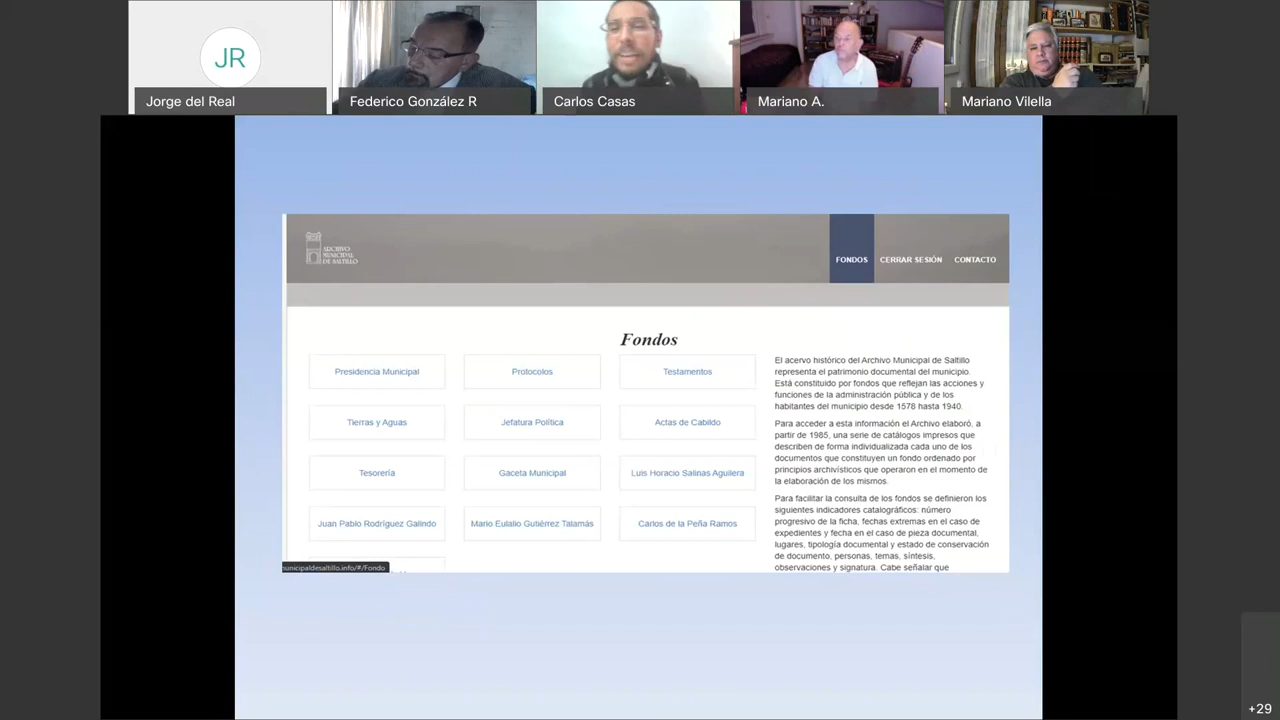 JR
Jorge del Real
Federico González R
Carlos Casas
Mariano A.
Mariano Vilella
ARCHIVO
MUNICIPAL
DE SALTILLO
FONDOS
CERRAR SESIÓN
CONTACTO
Fondos
Presidencia Municipal
Protocolos
Testamentos
Tierras y Aguas
Jefatura Política
Actas de Cabildo
Tesorería
Gaceta Municipal
Luis Horacio Salinas Aguilera
Juan Pablo Rodríguez Galindo
Mario Eulalio Gutiérrez Talamás
Carlos de la Peña Ramos
El acervo histórico del Archivo Municipal de Saltillo
representa el patrimonio documental del municipio.
Está constituido por fondos que reflejan las acciones y
funciones de la administración pública y de los
habitantes del municipio desde 1578 hasta 1940.
Para acceder a esta información el Archivo elaboró, a
partir de 1985, una serie de catálogos impresos que
describen de forma individualizada cada uno de los
documentos que constituyen un fondo ordenado por
principios archivísticos que operaron en el momento de
la elaboración de los mismos.
Para facilitar la consulta de los fondos se definieron los
siguientes indicadores catalográficos: número
progresivo de la ficha, fechas extremas en el caso de
expedientes y fecha en el caso de pieza documental,
lugares, tipología documental y estado de conservación
de documento, personas, temas, síntesis,
observaciones y signatura. Cabe señalar que
municipaldesaltillo.info/#/Fondo
+29